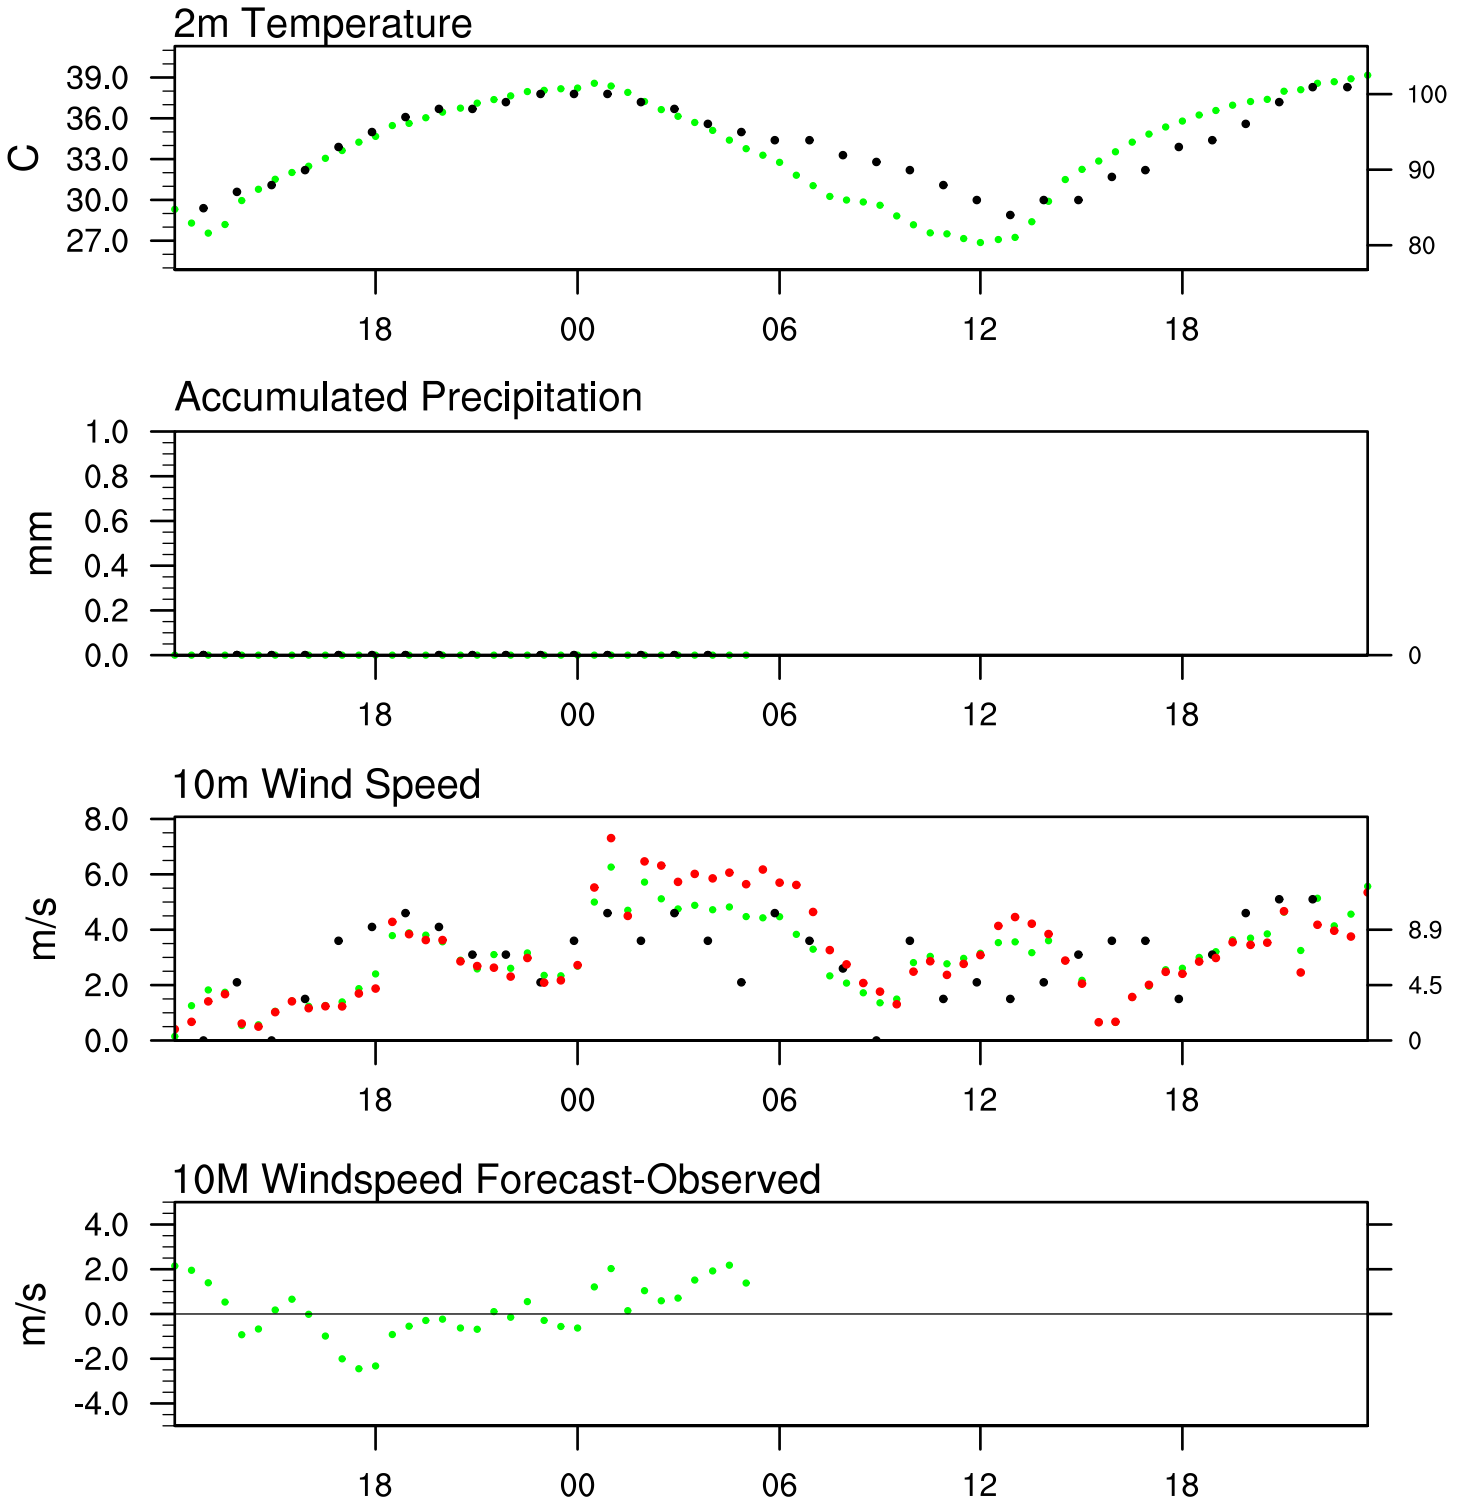 2m Temperature
39.0
36.0
33.0
30.0
27.0
C
100
90
80
18 00 06 12 18
Accumulated Precipitation
1.0
0.8
0.6
0.4
0.2
0.0
mm
0
18 00 06 12 18
10m Wind Speed
8.0
6.0
4.0
2.0
0.0
m/s
8.9
4.5
0
18 00 06 12 18
10M Windspeed Forecast-Observed
4.0
2.0
0.0
-2.0
-4.0
m/s
18 00 06 12 18